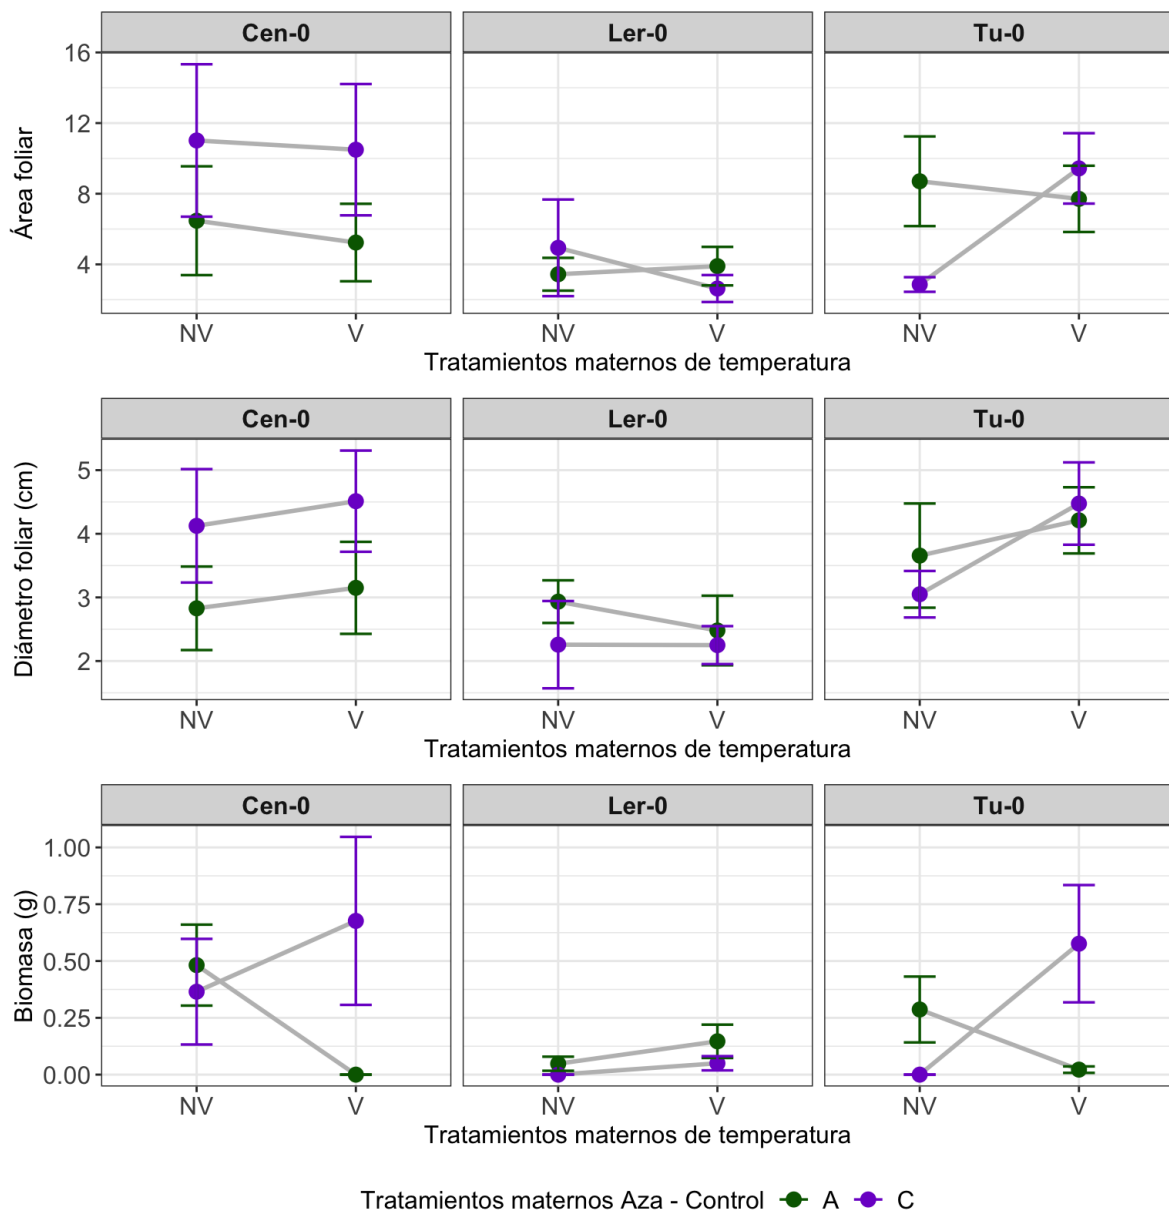 Cen-0 Ler-0 Tu-0
Área foliar
16
12
8
4
NV V NV V NV V
Tratamientos maternos de temperatura
Cen-0 Ler-0 Tu-0
Diámetro foliar (cm)
5
4
3
2
NV V NV V NV V
Tratamientos maternos de temperatura
Cen-0 Ler-0 Tu-0
Biomasa (g)
1.00
0.75
0.50
0.25
0.00
NV V NV V NV V
Tratamientos maternos de temperatura
Tratamientos maternos Aza - Control A C